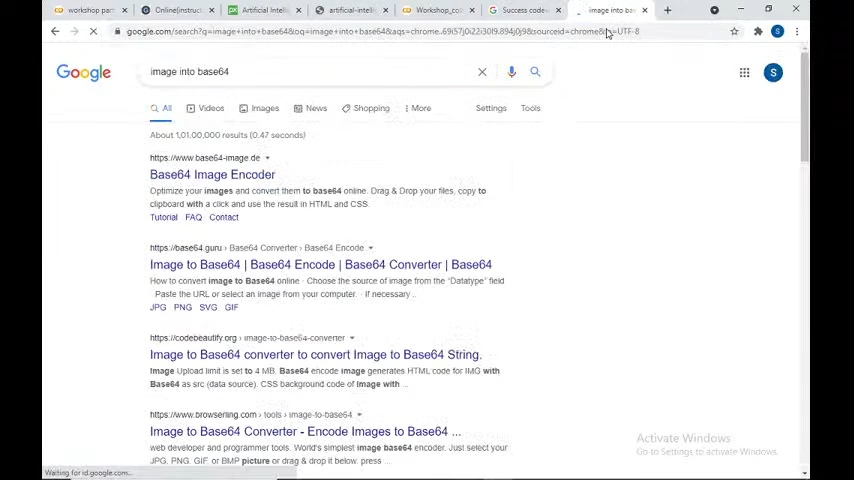 workshop part
Online(instruct
Artificial Intelli
artificial-intellig
Workshop_co
Success code
image into ba
google.com/search?q=image+into+base64&oq=image+into+base64&aqs=chrome..69i57j0i22i30l9.894j0j9&sourceid=chrome&ie=UTF-8
S
Google
image into base64
S
All
Videos
Images
News
Shopping
More
Settings
Tools
About 1,01,00,000 results (0.47 seconds)
https://www.base64-image.de
Base64 Image Encoder
Optimize your images and convert them to base64 online. Drag & Drop your files, copy to
clipboard with a click and use the result in HTML and CSS.
Tutorial FAQ Contact
https://base64.guru › Base64 Converter › Base64 Encode
Image to Base64 | Base64 Encode | Base64 Converter | Base64
How to convert image to Base64 online · Choose the source of image from the "Datatype" field
· Paste the URL or select an image from your computer. · If necessary ..
JPG PNG SVG GIF
https://codebeautify.org › image-to-base64-converter
Image to Base64 converter to convert Image to Base64 String.
Image Upload limit is set to 4 MB. Base64 encode image generates HTML code for IMG with
Base64 as src (data source). CSS background code of Image with ...
https://www.browserling.com › tools › image-to-base64
Image to Base64 Converter - Encode Images to Base64 ...
web developer and programmer tools. World's simplest image base64 encoder. Just select your
JPG, PNG, GIF, or BMP picture or drag & drop it below, press ...
Activate Windows
Go to Settings to activate Windows.
Waiting for id.google.com...